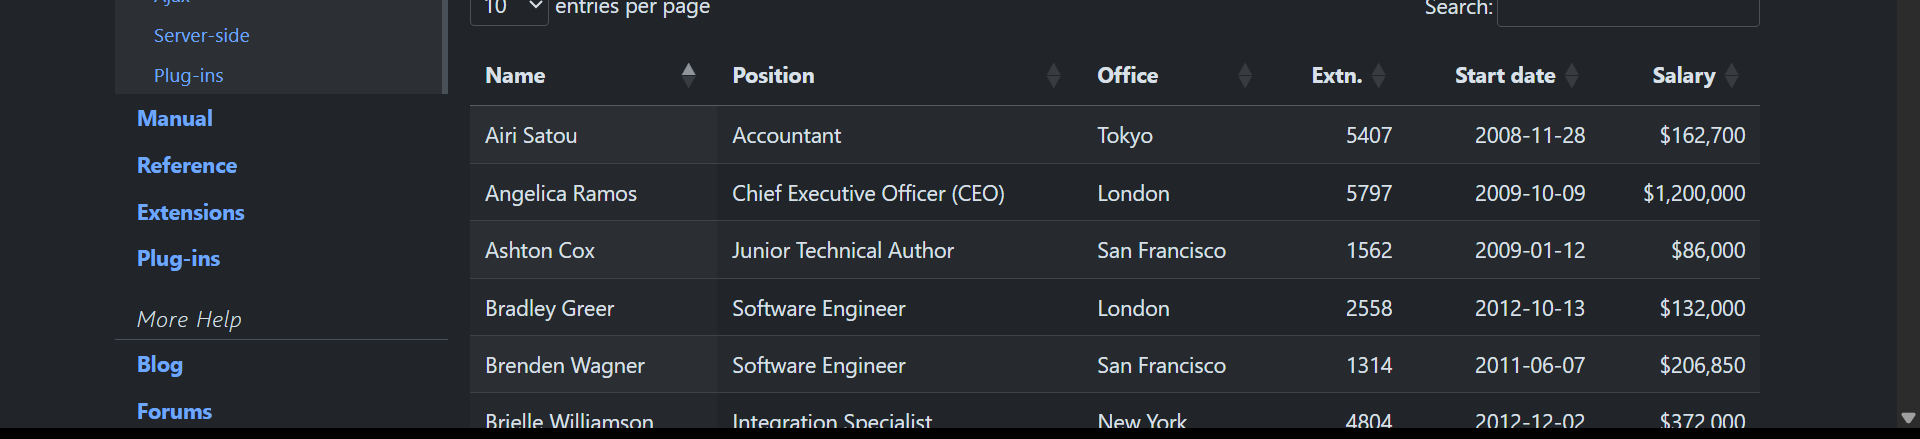 Ajax
Server-side
Plug-ins
Manual
Reference
Extensions
Plug-ins
More Help
Blog
Forums
10 entries per page
Search:
Name Position Office Extn. Start date Salary
Airi Satou Accountant Tokyo 5407 2008-11-28 $162,700
Angelica Ramos Chief Executive Officer (CEO) London 5797 2009-10-09 $1,200,000
Ashton Cox Junior Technical Author San Francisco 1562 2009-01-12 $86,000
Bradley Greer Software Engineer London 2558 2012-10-13 $132,000
Brenden Wagner Software Engineer San Francisco 1314 2011-06-07 $206,850
Brielle Williamson Integration Specialist New York 4804 2012-12-02 $372,000